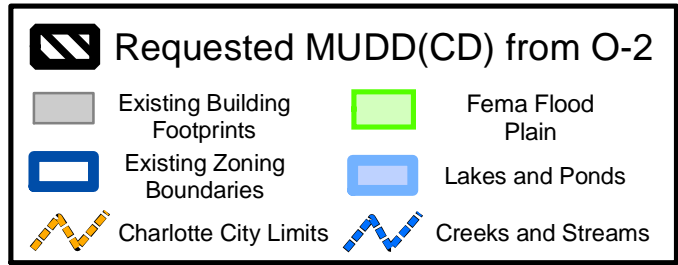 Requested MUDD(CD) from O-2
Existing Building
Footprints
Fema Flood
Plain
Existing Zoning
Boundaries
Lakes and Ponds
Charlotte City Limits
Creeks and Streams